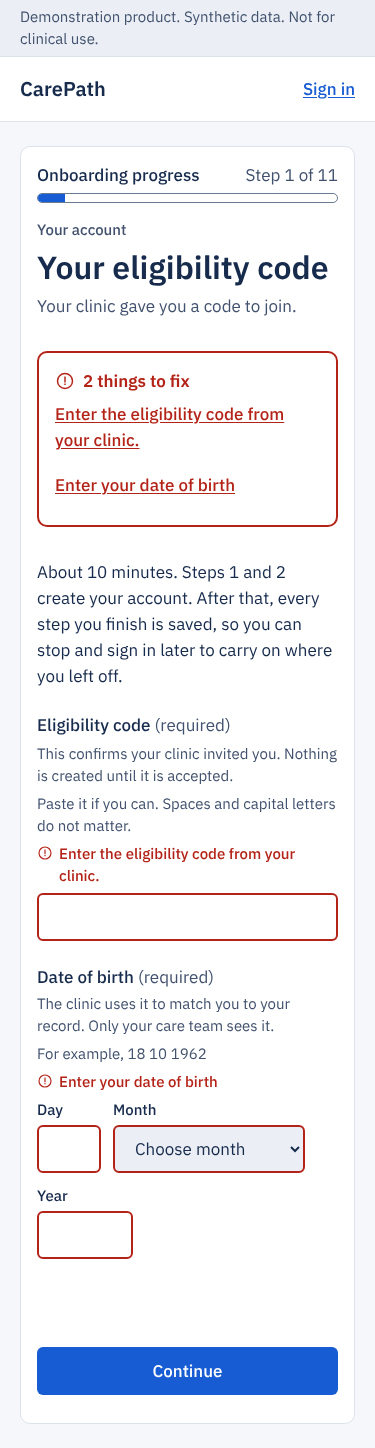 Demonstration product. Synthetic data. Not for
clinical use.
CarePath
Sign in
Onboarding progress
Step 1 of 11
Your account
Your eligibility code
Your clinic gave you a code to join.
2 things to fix
Enter the eligibility code from
your clinic.
Enter your date of birth
About 10 minutes. Steps 1 and 2
create your account. After that, every
step you finish is saved, so you can
stop and sign in later to carry on where
you left off.
Eligibility code (required)
This confirms your clinic invited you. Nothing
is created until it is accepted.
Paste it if you can. Spaces and capital letters
do not matter.
Enter the eligibility code from your
clinic.
Date of birth (required)
The clinic uses it to match you to your
record. Only your care team sees it.
For example, 18 10 1962
Enter your date of birth
Day
Month
Choose month
Year
Continue